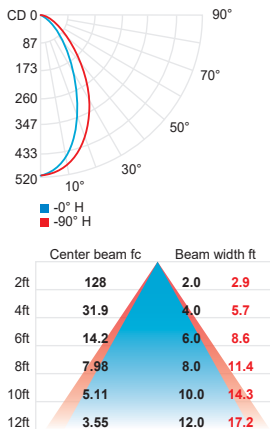 CD 0
87
173
260
347
433
520
10°
30°
50°
70°
90°
-0° H
-90° H
Center beam fc Beam width ft
2ft 128 2.0 2.9
4ft 31.9 4.0 5.7
6ft 14.2 6.0 8.6
8ft 7.98 8.0 11.4
10ft 5.11 10.0 14.3
12ft 3.55 12.0 17.2